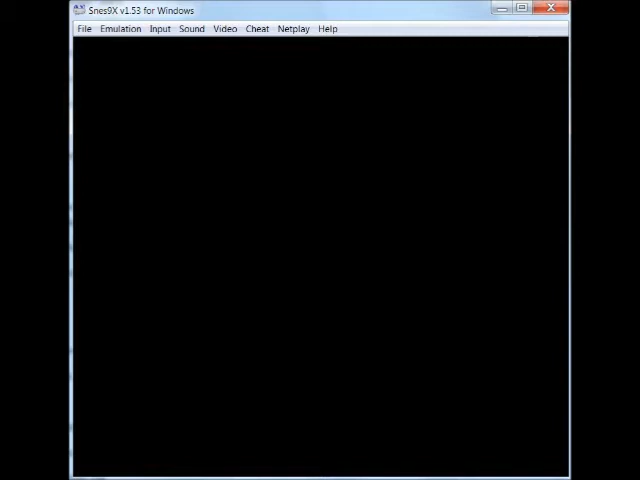 Snes9X v1.53 for Windows
File Emulation Input Sound Video Cheat Netplay Help